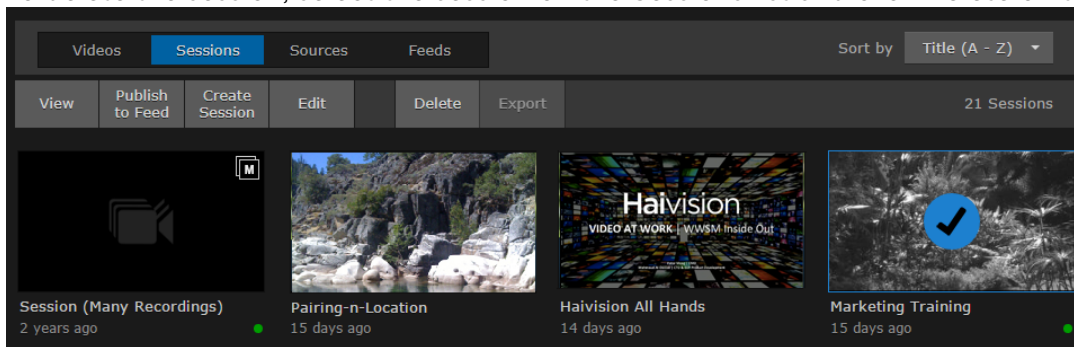 Videos Sessions Sources Feeds Sort by Title (A - Z)
View Publish to Feed Create Session Edit Delete Export 21 Sessions
M
Haivision
VIDEO AT WORK | WWSM Inside Out
Session (Many Recordings) Pairing-n-Location Haivision All Hands Marketing Training
2 years ago 15 days ago 14 days ago 15 days ago